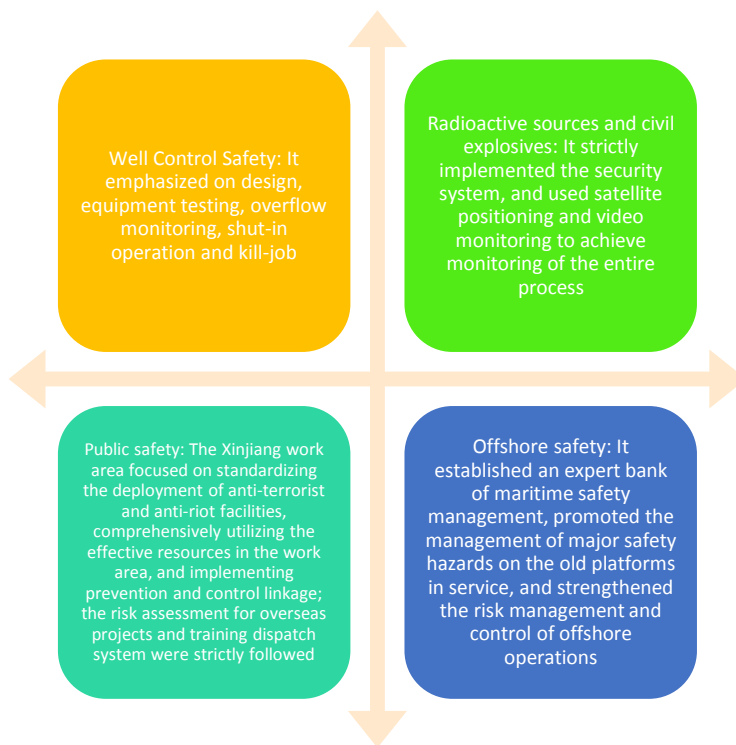 Well Control Safety: It
emphasized on design,
equipment testing, overflow
monitoring, shut-in
operation and kill-job
Radioactive sources and civil
explosives: It strictly
implemented the security
system, and used satellite
positioning and video
monitoring to achieve
monitoring of the entire
process
Public safety: The Xinjiang work
area focused on standardizing
the deployment of anti-terrorist
and anti-riot facilities,
comprehensively utilizing the
effective resources in the work
area, and implementing
prevention and control linkage;
the risk assessment for overseas
projects and training dispatch
system were strictly followed
Offshore safety: It
established an expert bank
of maritime safety
management, promoted the
management of major safety
hazards on the old platforms
in service, and strengthened
the risk management and
control of offshore
operations